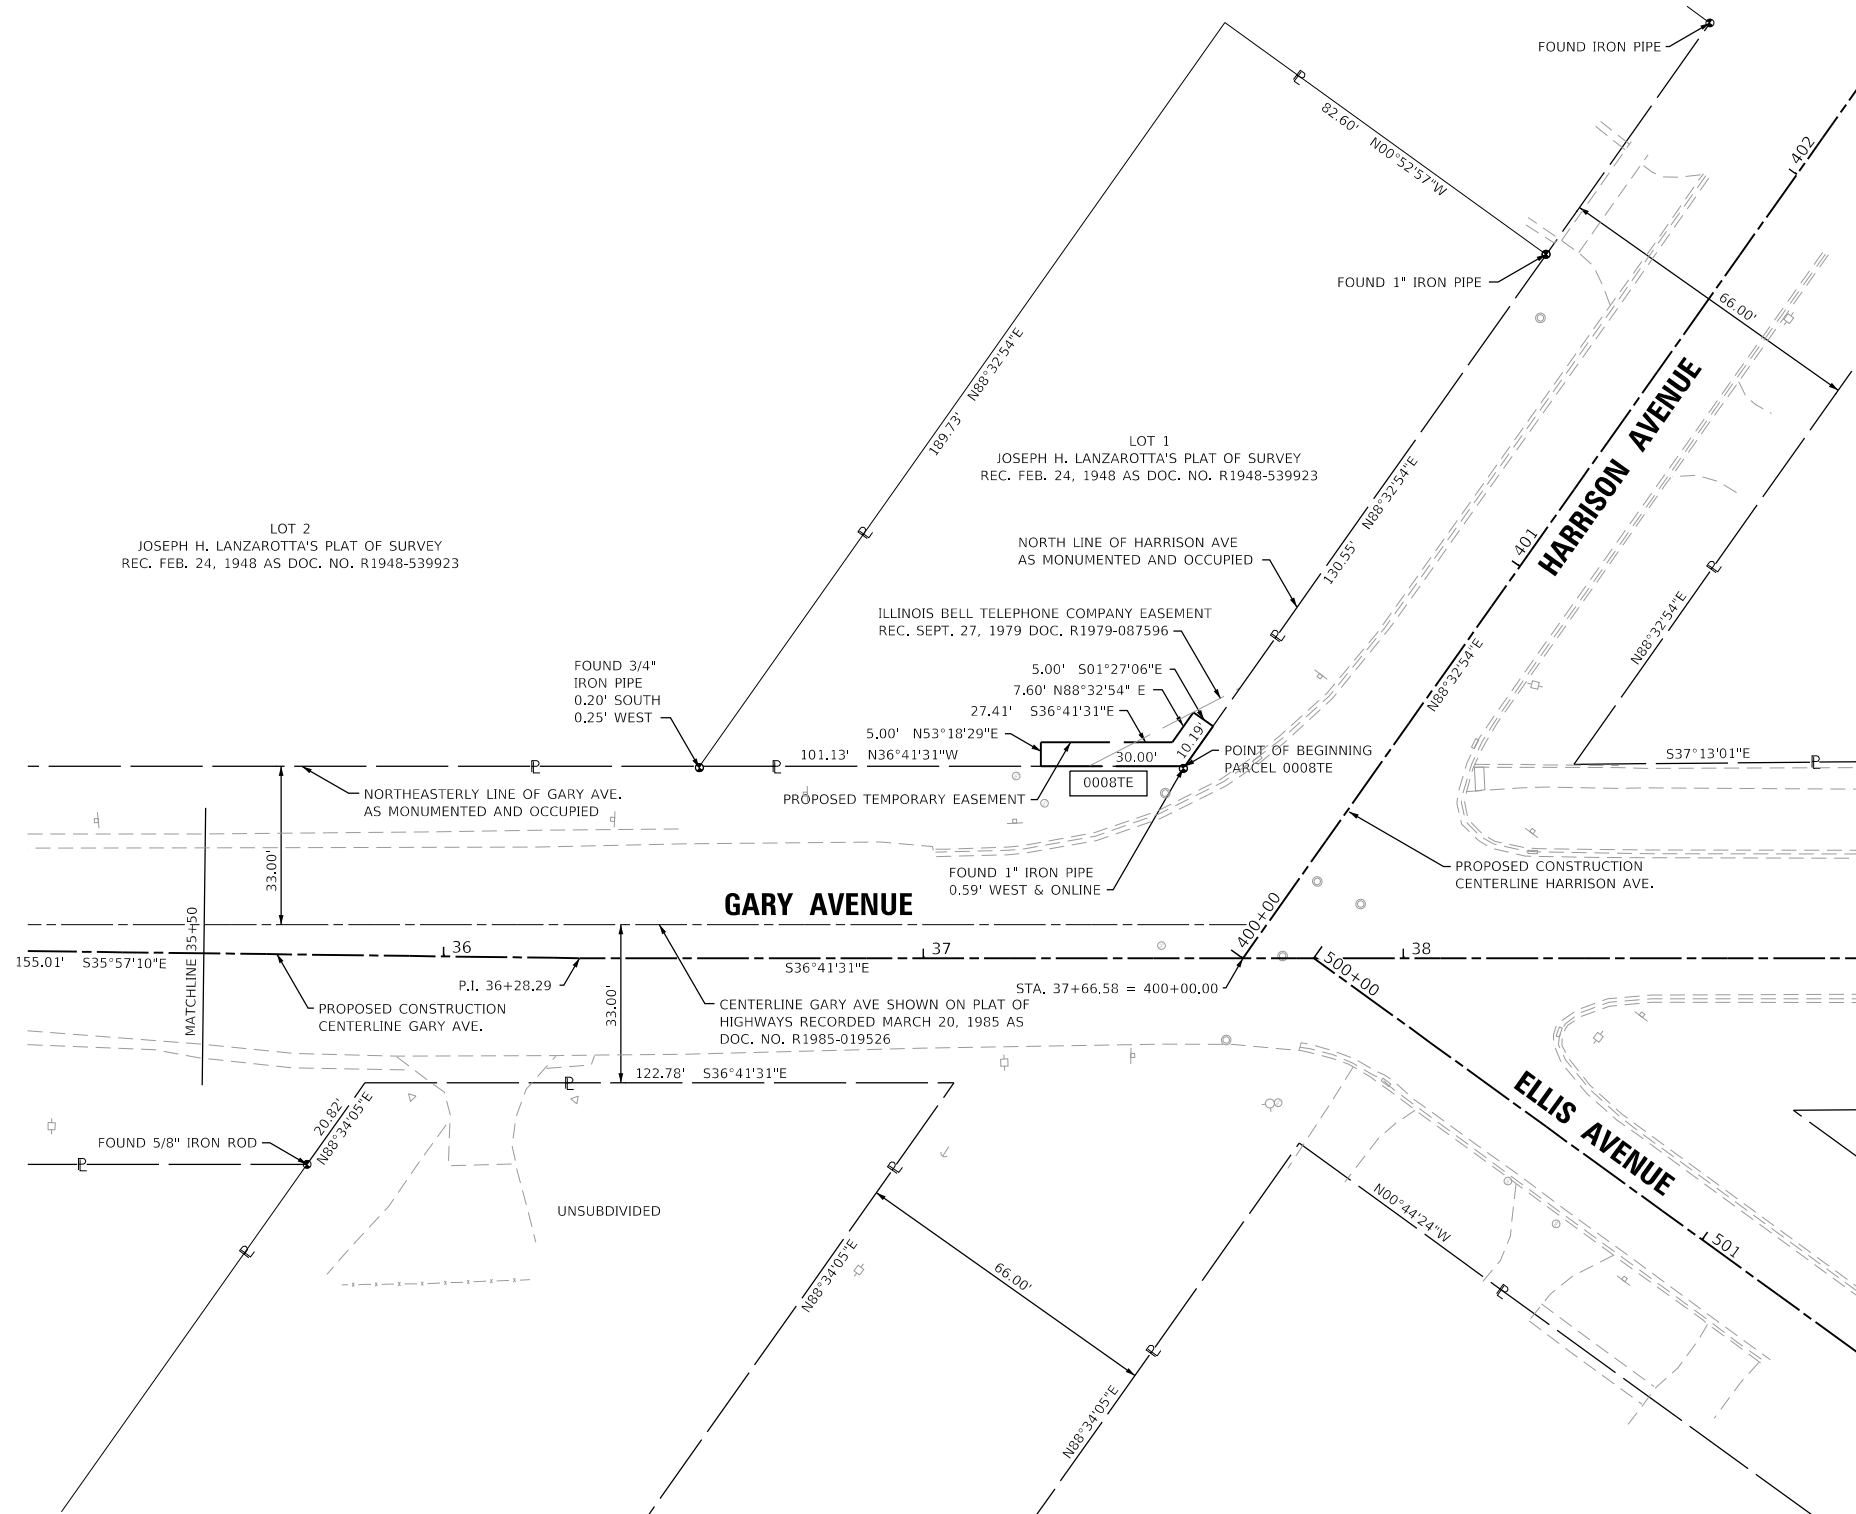 FOUND IRON PIPE
82.60' N00°52'57"W
402
FOUND 1" IRON PIPE
66.00'
189.73' N88°32'54"E
HARRISON AVENUE
LOT 1
JOSEPH H. LANZAROTTA'S PLAT OF SURVEY
REC. FEB. 24, 1948 AS DOC. NO. R1948-539923
130.55' N88°32'54"E
LOT 2
JOSEPH H. LANZAROTTA'S PLAT OF SURVEY
REC. FEB. 24, 1948 AS DOC. NO. R1948-539923
401
NORTH LINE OF HARRISON AVE
AS MONUMENTED AND OCCUPIED
N88°32'54"E
N88°32'54"E
ILLINOIS BELL TELEPHONE COMPANY EASEMENT
REC. SEPT. 27, 1979 DOC. R1979-087596
FOUND 3/4"
IRON PIPE
0.20' SOUTH
0.25' WEST
5.00' S01°27'06"E
7.60' N88°32'54" E
27.41' S36°41'31"E
5.00' N53°18'29"E
101.13' N36°41'31"W
30.00'
10.19'
POINT OF BEGINNING
PARCEL 0008TE
0008TE
S37°13'01"E
NORTHEASTERLY LINE OF GARY AVE.
AS MONUMENTED AND OCCUPIED
PROPOSED TEMPORARY EASEMENT
33.00'
FOUND 1" IRON PIPE
0.59' WEST & ONLINE
PROPOSED CONSTRUCTION
CENTERLINE HARRISON AVE.
GARY AVENUE
MATCHLINE 35+50
400+00
36
37
38
155.01' S35°57'10"E
S36°41'31"E
500+00
P.I. 36+28.29
STA. 37+66.58 = 400+00.00
PROPOSED CONSTRUCTION
CENTERLINE GARY AVE.
33.00'
CENTERLINE GARY AVE SHOWN ON PLAT OF
HIGHWAYS RECORDED MARCH 20, 1985 AS
DOC. NO. R1985-019526
122.78' S36°41'31"E
ELLIS AVENUE
20.82'
N88°34'05"E
FOUND 5/8" IRON ROD
UNSUBDIVIDED
N00°44'24"W
501
N88°34'05"E
66.00'
N88°34'05"E